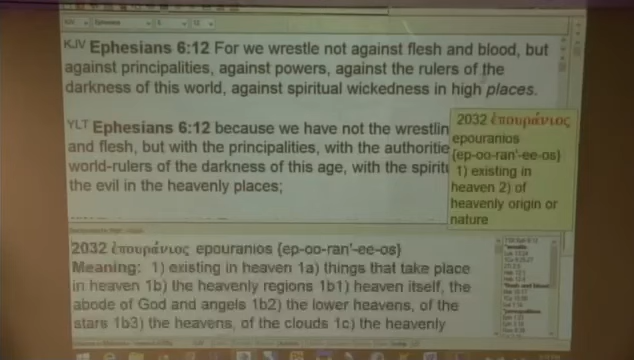 KJV Ephesians 6:12 For we wrestle not against flesh and blood, but
against principalities, against powers, against the rulers of the
darkness of this world, against spiritual wickedness in high places.
YLT Ephesians 6:12 because we have not the wrestlin
and flesh, but with the principalities, with the authoritie
world-rulers of the darkness of this age, with the spirit
the evil in the heavenly places;
2032 ἐπουράνιος
epouranios
{ep-oo-ran'-ee-os}
1) existing in
heaven 2) of
heavenly origin or
nature
2032 ἐπουράνιος epouranios {ep-oo-ran'-ee-os}
Meaning: 1) existing in heaven 1a) things that take place
in heaven 1b) the heavenly regions 1b1) heaven itself, the
abode of God and angels 1b2) the lower heavens, of the
stars 1b3) the heavens, of the clouds 1c) the heavenly